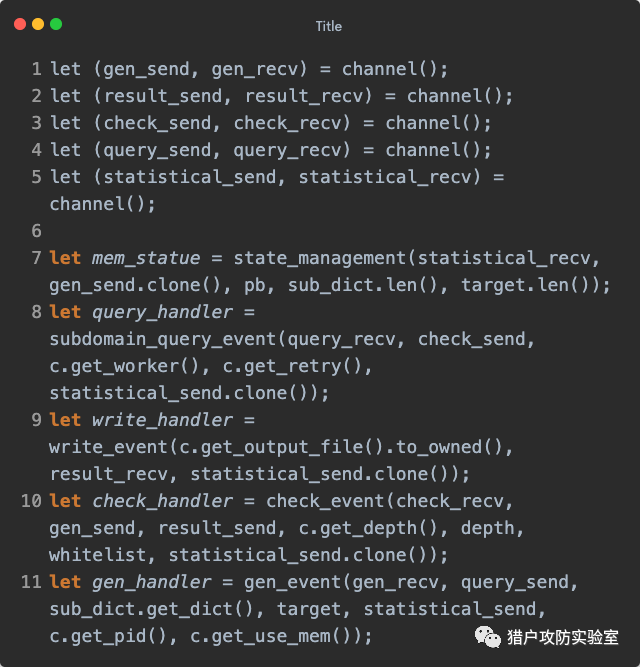 Title
1 let (gen_send, gen_recv) = channel();
2 let (result_send, result_recv) = channel();
3 let (check_send, check_recv) = channel();
4 let (query_send, query_recv) = channel();
5 let (statistical_send, statistical_recv) =
channel();
6
7 let mem_statue = state_management(statistical_recv,
gen_send.clone(), pb, sub_dict.len(), target.len());
8 let query_handler =
subdomain_query_event(query_recv, check_send,
c.get_worker(), c.get_retry(),
statistical_send.clone());
9 let write_handler =
write_event(c.get_output_file().to_owned(),
result_recv, statistical_send.clone());
10 let check_handler = check_event(check_recv,
gen_send, result_send, c.get_depth(), depth,
whitelist, statistical_send.clone());
11 let gen_handler = gen_event(gen_recv, query_send,
sub_dict.get_dict(), target, statistical_send,
c.get_pid(), c.get_use_mem());
猎户攻防实验室